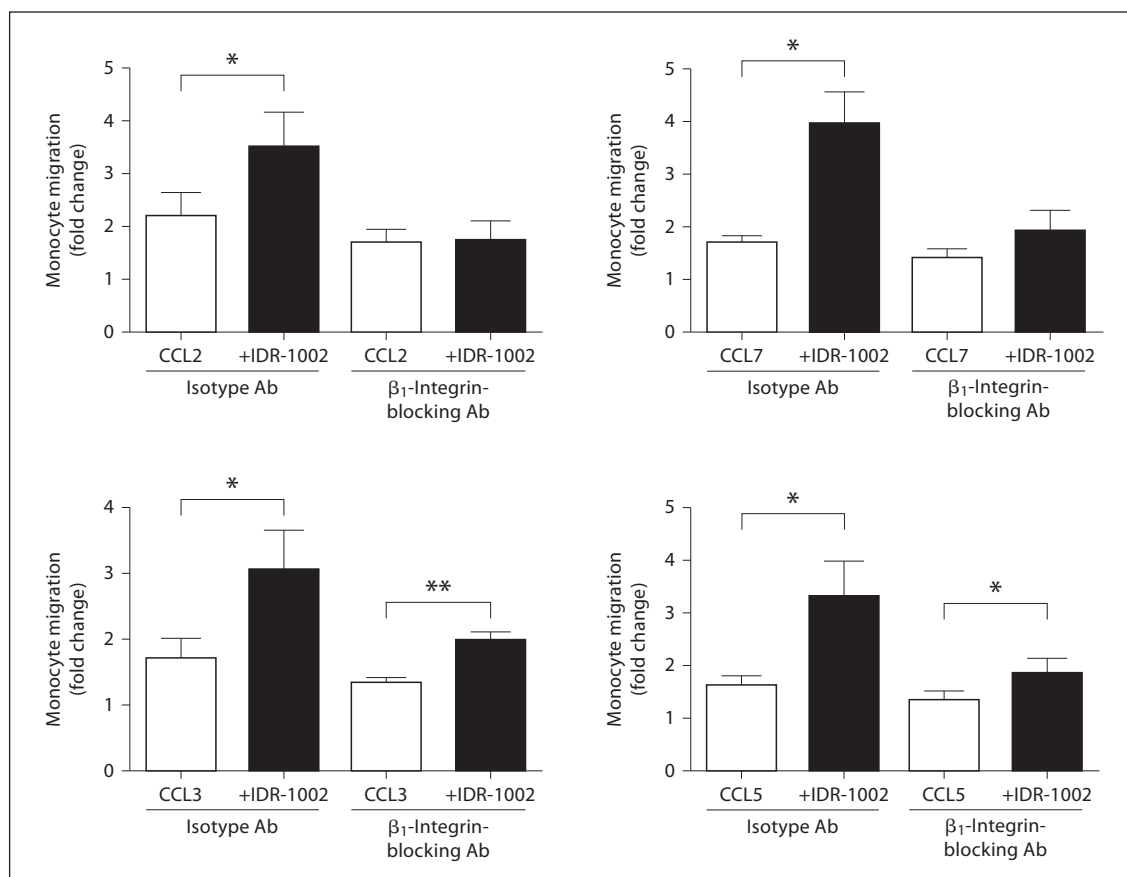 Monocyte migration
(fold change)
5
4
3
2
1
0
*
CCL2 +IDR-1002 CCL2 +IDR-1002
Isotype Ab β₁-Integrin-
blocking Ab
Monocyte migration
(fold change)
5
4
3
2
1
0
*
CCL7 +IDR-1002 CCL7 +IDR-1002
Isotype Ab β₁-Integrin-
blocking Ab
Monocyte migration
(fold change)
4
3
2
1
0
*
**
CCL3 +IDR-1002 CCL3 +IDR-1002
Isotype Ab β₁-Integrin-
blocking Ab
Monocyte migration
(fold change)
5
4
3
2
1
0
*
*
CCL5 +IDR-1002 CCL5 +IDR-1002
Isotype Ab β₁-Integrin-
blocking Ab